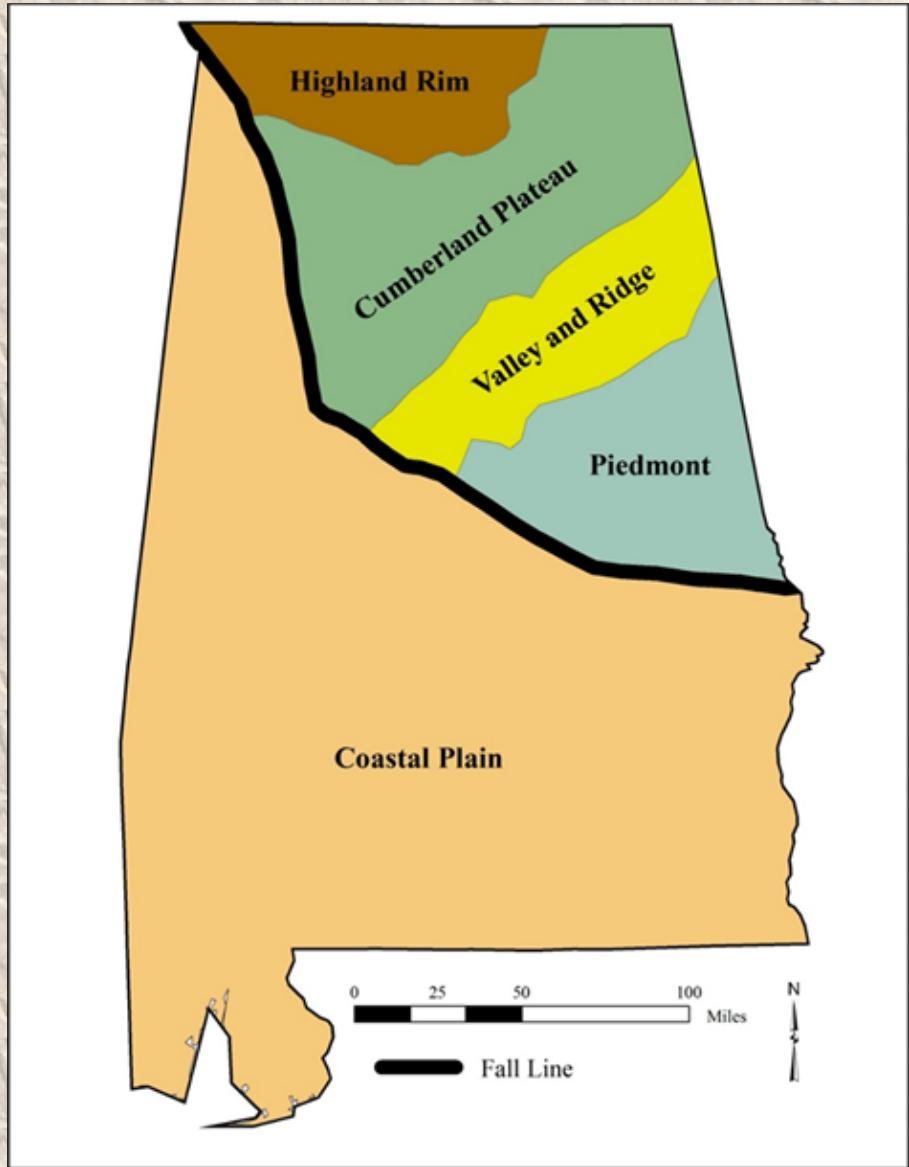 Highland Rim
Cumberland Plateau
Valley and Ridge
Piedmont
Coastal Plain
0 25 50 100
Miles
N
Fall Line